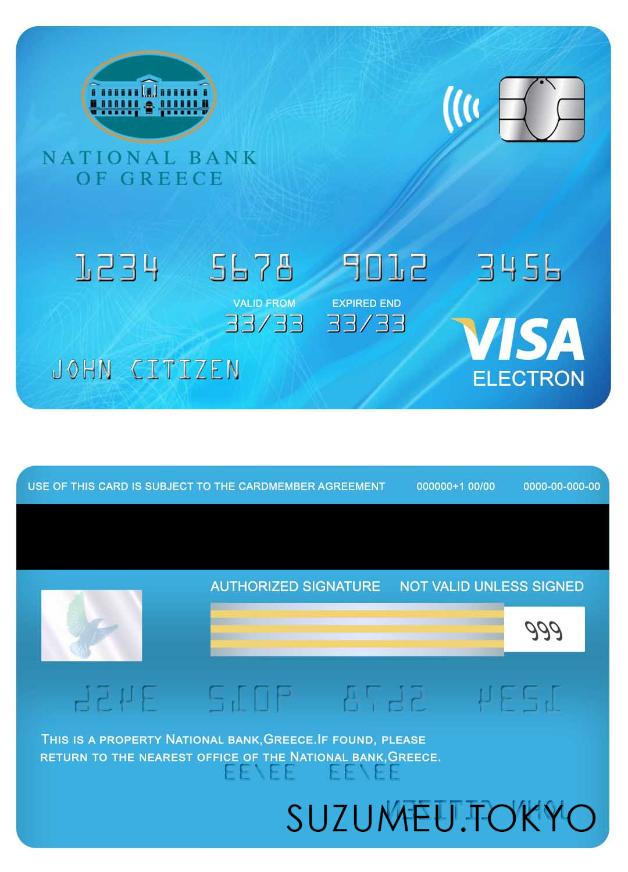 NATIONAL BANK
OF GREECE
1234 5678 9012 3456
VALID FROM EXPIRED END
33/33 33/33
JOHN CITIZEN
VISA
ELECTRON
USE OF THIS CARD IS SUBJECT TO THE CARDMEMBER AGREEMENT 000000+1 00/00 0000-00-000-00
AUTHORIZED SIGNATURE NOT VALID UNLESS SIGNED
999
THIS IS A PROPERTY NATIONAL BANK,GREECE.IF FOUND, PLEASE
RETURN TO THE NEAREST OFFICE OF THE NATIONAL BANK,GREECE.
SUZUMEU.TOKYO